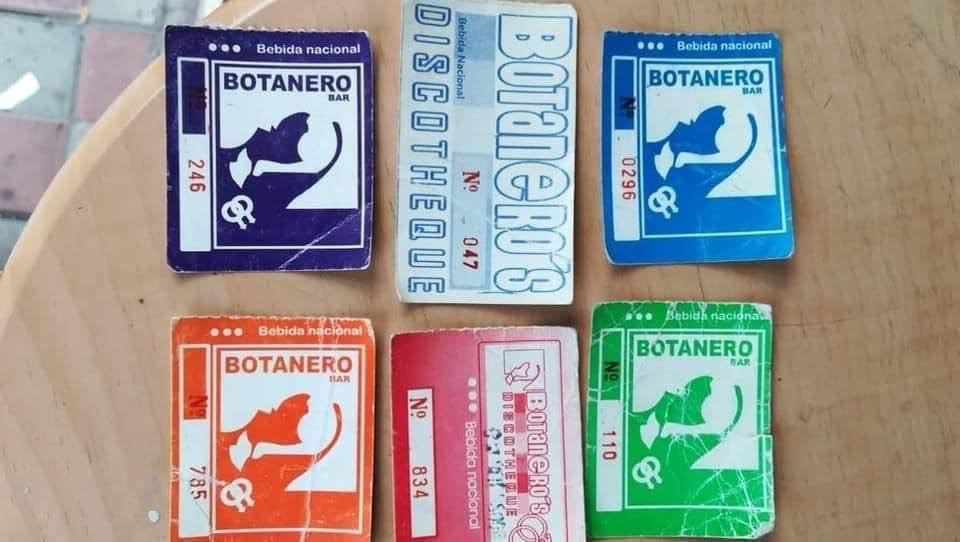 Bebida nacional
BOTANERO
BAR
Nº
246
BOTANERO'S
DISCOTHEQUE
Bebida Nacional
Nº 047
Bebida nacional
BOTANERO
BAR
Nº
0296
Bebida nacional
BOTANERO
BAR
Nº
785
BOTANERO'S
DISCOTHEQUE
Bebida nacional
Nº 834
Bebida naciona
BOTANERO
BAR
Nº
110